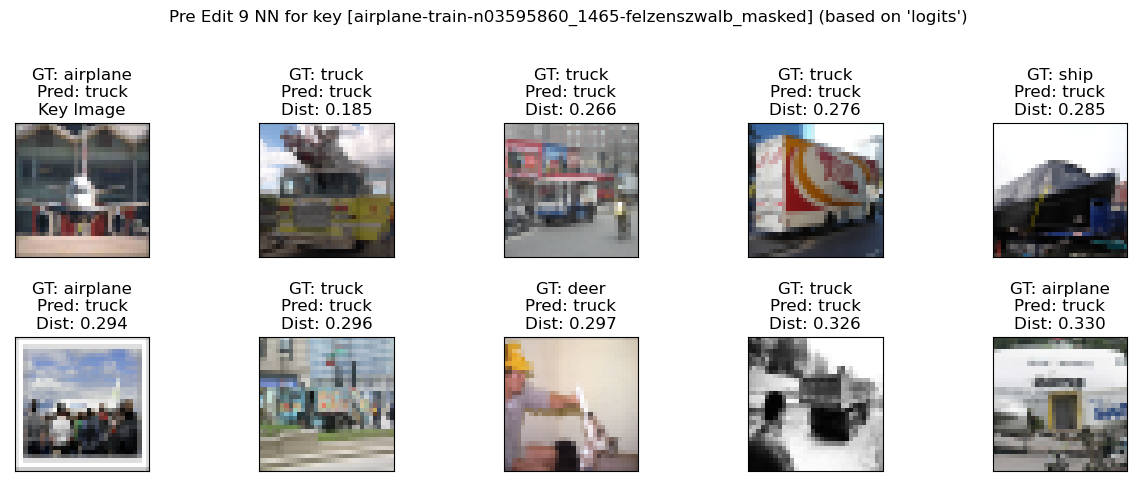 Pre Edit 9 NN for key [airplane-train-n03595860_1465-felzenszwalb_masked] (based on 'logits')
GT: airplane
Pred: truck
Key Image
GT: truck
Pred: truck
Dist: 0.185
GT: truck
Pred: truck
Dist: 0.266
GT: truck
Pred: truck
Dist: 0.276
GT: ship
Pred: truck
Dist: 0.285
GT: airplane
Pred: truck
Dist: 0.294
GT: truck
Pred: truck
Dist: 0.296
GT: deer
Pred: truck
Dist: 0.297
GT: truck
Pred: truck
Dist: 0.326
GT: airplane
Pred: truck
Dist: 0.330